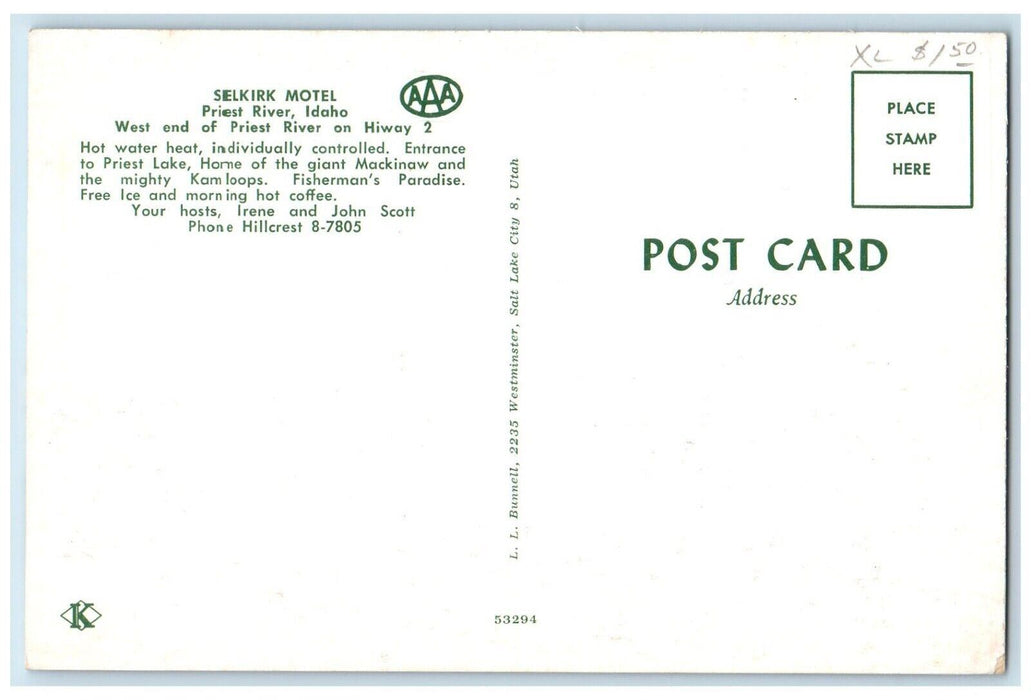 XL $1.50
SELKIRK MOTEL
Priest River, Idaho
West end of Priest River on Hiway 2
AAA
Hot water heat, individually controlled. Entrance
to Priest Lake, Home of the giant Mackinaw and
the mighty Kamloops. Fisherman's Paradise.
Free Ice and morning hot coffee.
Your hosts, Irene and John Scott
Phone Hillcrest 8-7805
L. L. Bunnell, 2235 Westminster, Salt Lake City 8, Utah
PLACE
STAMP
HERE
POST CARD
Address
K
53294